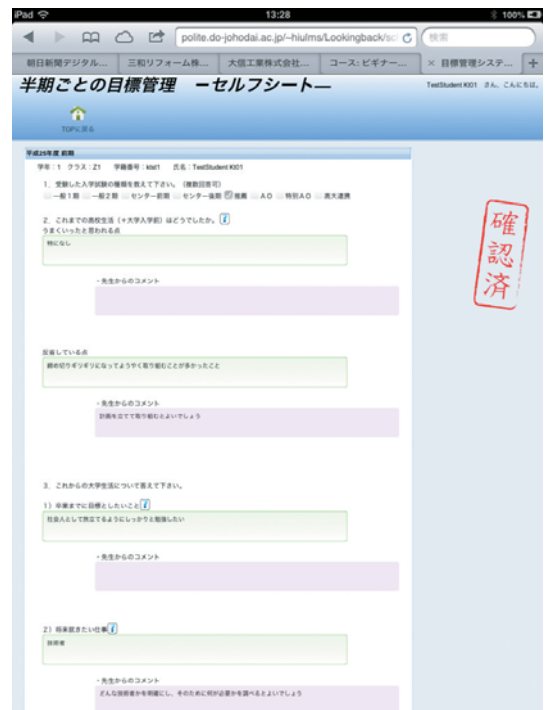 iPad 13:28 100%
polite.do-johodai.ac.jp/~hiulms/Lookingback/sc 検索
朝日新聞デジタル... 三和リフォーム株... 大信工業株式会社... コース: ビギナー... × 目標管理システ... +
半期ごとの目標管理 ーセルフシートー
TestStudent KI01 さん、こんにちは。
TOPに戻る
平成25年度 前期
学年：1 クラス：Z1 学籍番号：ktst1 氏名：TestStudent KI01
1．受験した入学試験の種類を教えて下さい。（複数回答可）
一般1期 一般2期 センター前期 センター後期 推薦 AO 特別AO 高大連携
2．これまでの高校生活（+大学入学前）はどうでしたか。
うまくいったと思われる点
特になし
・先生からのコメント
確認済
反省している点
締め切りギリギリになってようやく取り組むことが多かったこと
・先生からのコメント
計画を立てて取り組むとよいでしょう
3．これからの大学生活について答えて下さい。
1）卒業までに目標としたいこと
社会人として旅立てるようにしっかりと勉強したい
・先生からのコメント
2）将来就きたい仕事
技術者
・先生からのコメント
どんな技術者かを明確にし、そのために何が必要かを調べるとよいでしょう